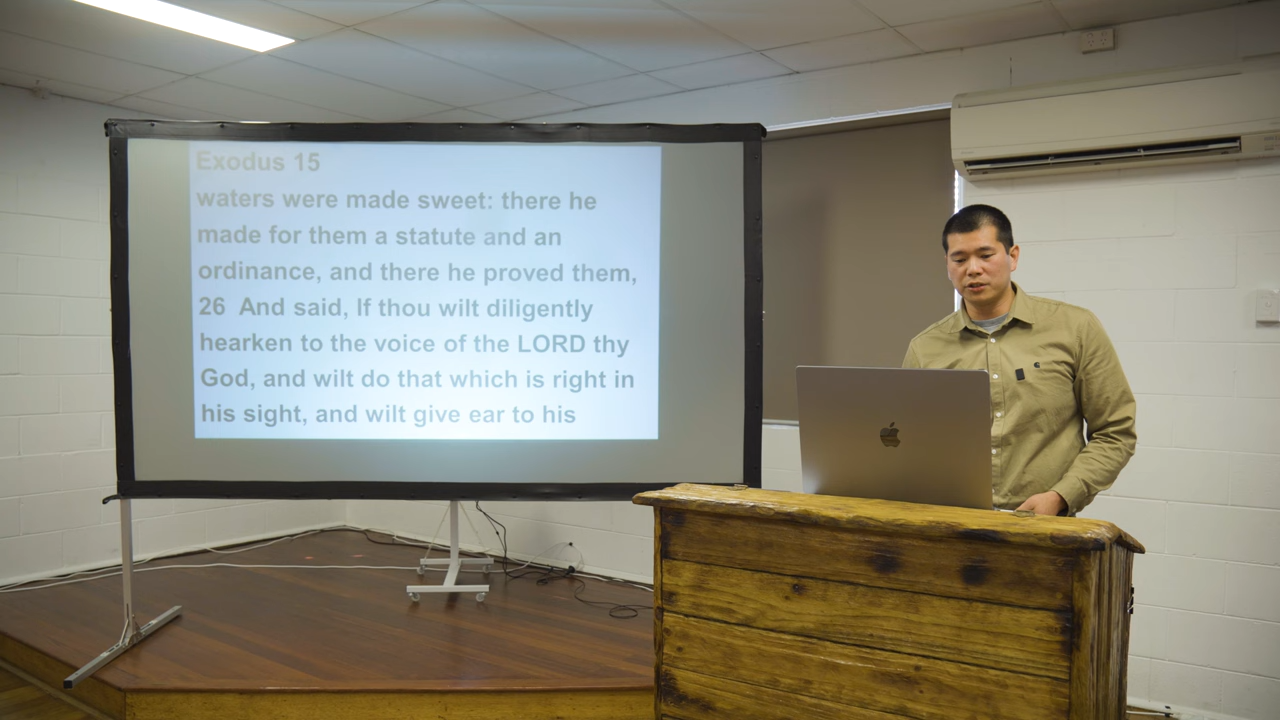 Exodus 15
waters were made sweet: there he
made for them a statute and an
ordinance, and there he proved them,
26 And said, If thou wilt diligently
hearken to the voice of the LORD thy
God, and wilt do that which is right in
his sight, and wilt give ear to his